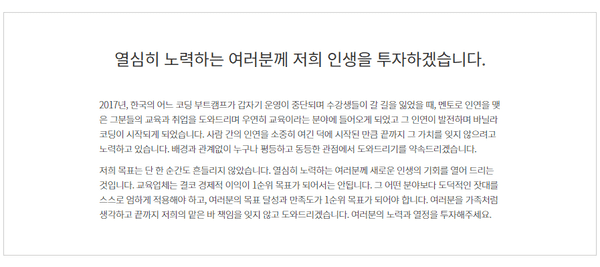 열심히 노력하는 여러분께 저희 인생을 투자하겠습니다.
2017년, 한국의 어느 코딩 부트캠프가 갑자기 운영이 중단되며 수강생들이 갈 길을 잃었을 때, 멘토로 인연을 맺
은 그분들의 교육과 취업을 도와드리며 우연히 교육이라는 분야에 들어오게 되었고 그 인연이 발전하며 바닐라
코딩이 시작되게 되었습니다. 사람 간의 인연을 소중히 여긴 덕에 시작된 만큼 끝까지 그 가치를 잊지 않으려고
노력하고 있습니다. 배경과 관계없이 누구나 평등하고 동등한 관점에서 도와드리기를 약속드리겠습니다.
저희 목표는 단 한 순간도 흔들리지 않았습니다. 열심히 노력하는 여러분께 새로운 인생의 기회를 열어 드리는
것입니다. 교육업체는 결코 경제적 이익이 1순위 목표가 되어서는 안됩니다. 그 어떤 분야보다 도덕적인 잣대를
스스로 엄하게 적용해야 하고, 여러분의 목표 달성과 만족도가 1순위 목표가 되어야 합니다. 여러분을 가족처럼
생각하고 끝까지 저희의 맡은 바 책임을 잊지 않고 도와드리겠습니다. 여러분의 노력과 열정을 투자해주세요.